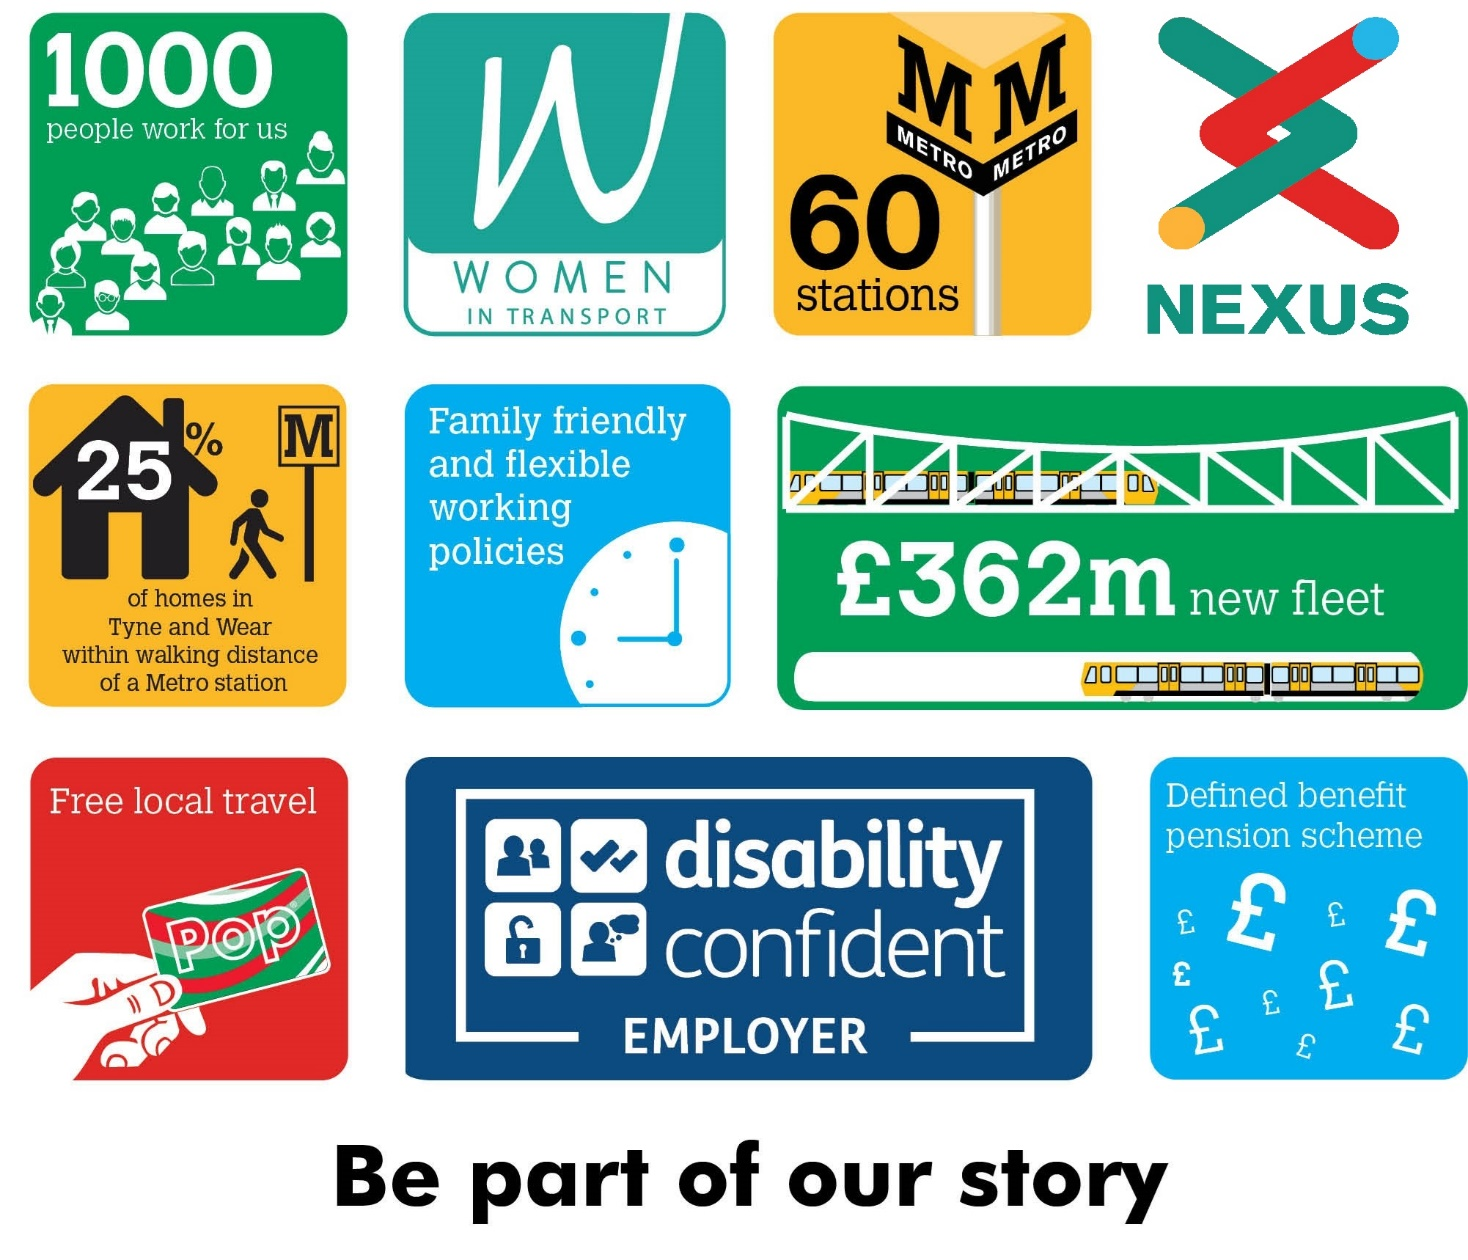 1000
people work for us
W
WOMEN
IN TRANSPORT
M M
METRO METRO
60
stations
NEXUS
25%
M
of homes in
Tyne and Wear
within walking distance
of a Metro station
Family friendly
and flexible
working
policies
£362m new fleet
Free local travel
Pop
disability
confident
EMPLOYER
Defined benefit
pension scheme
£ £ £ £
£ £ £
£ £ £
Be part of our story